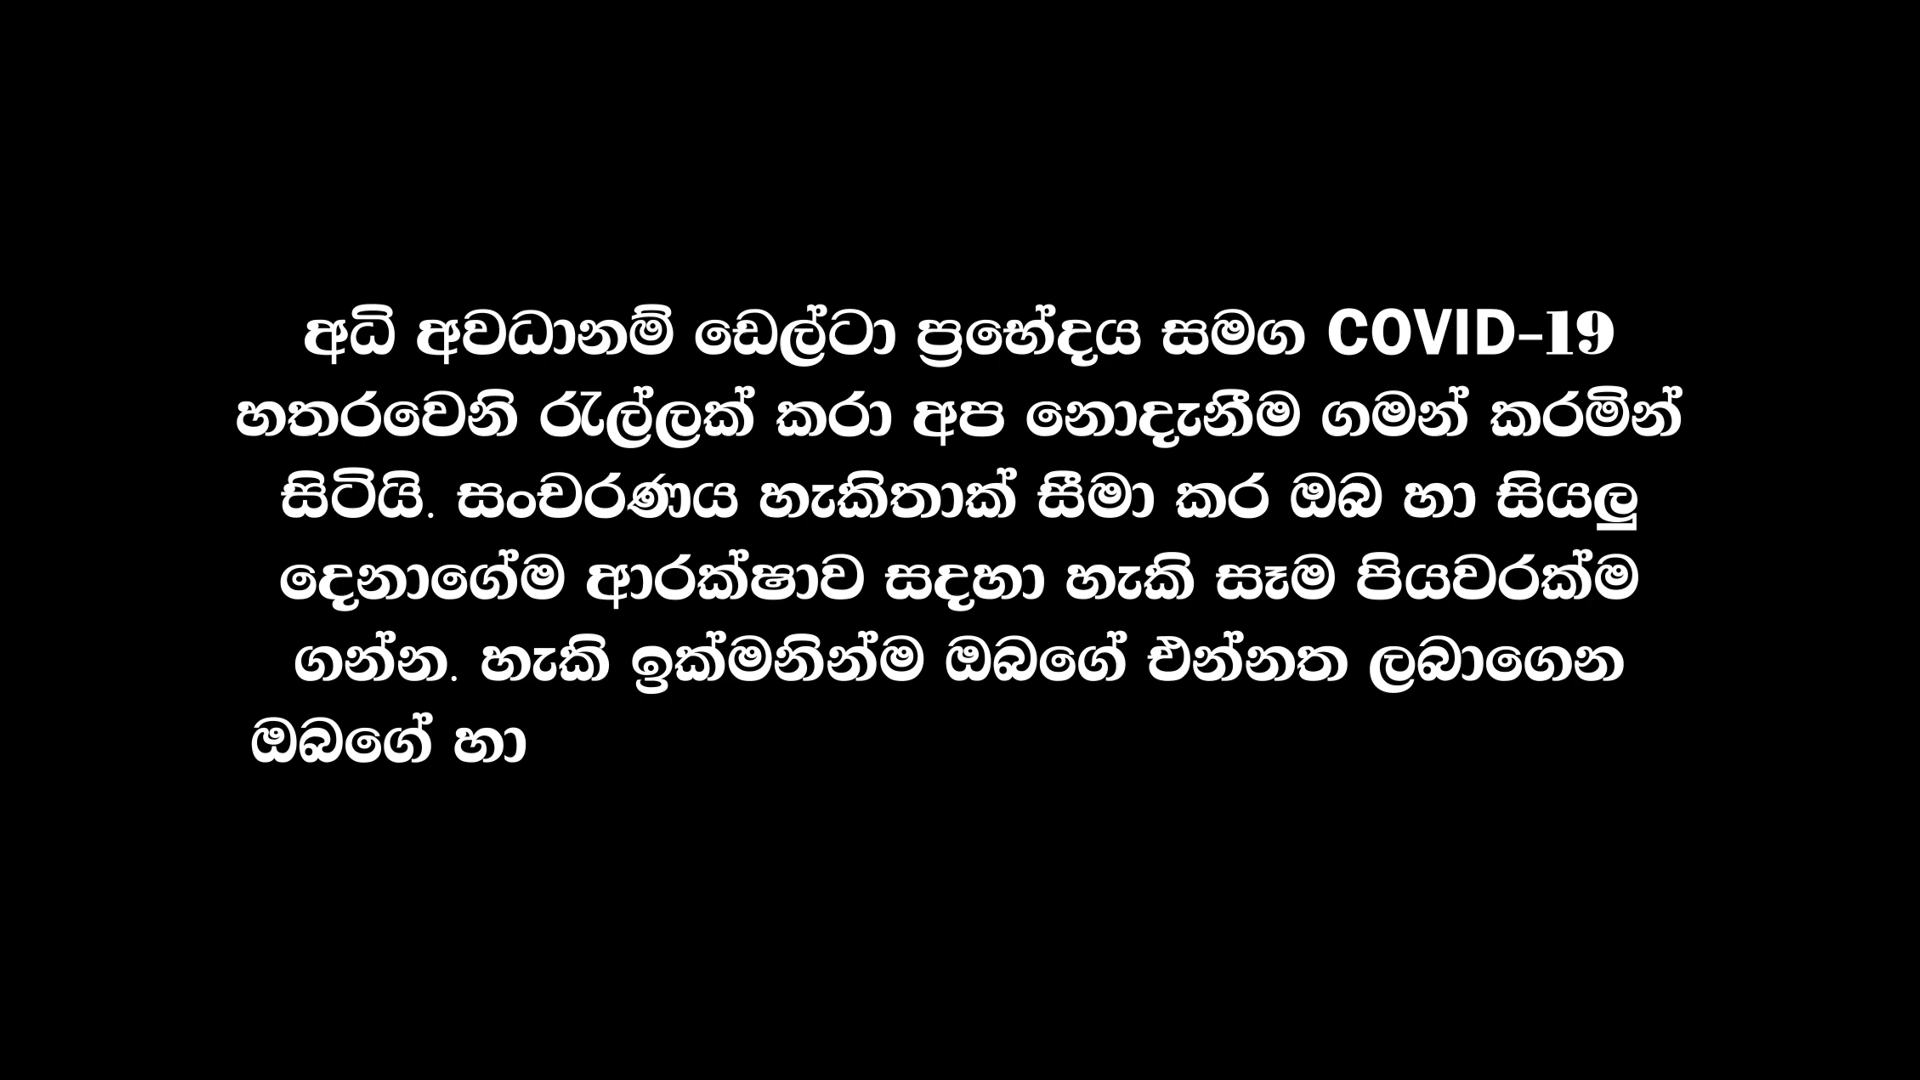 අධි අවධානම් ඩෙල්ටා ප්‍රභේදය සමග COVID-19
හතරවෙනි රැල්ලක් කරා අප නොදැනීම ගමන් කරමින්
සිටියි. සංචරණය හැකිතාක් සීමා කර ඔබ හා සියලු
දෙනාගේම ආරක්ෂාව සදහා හැකි සෑම පියවරක්ම
ගන්න. හැකි ඉක්මනින්ම ඔබගේ එන්නත ලබාගෙන
ඔබගේ හා